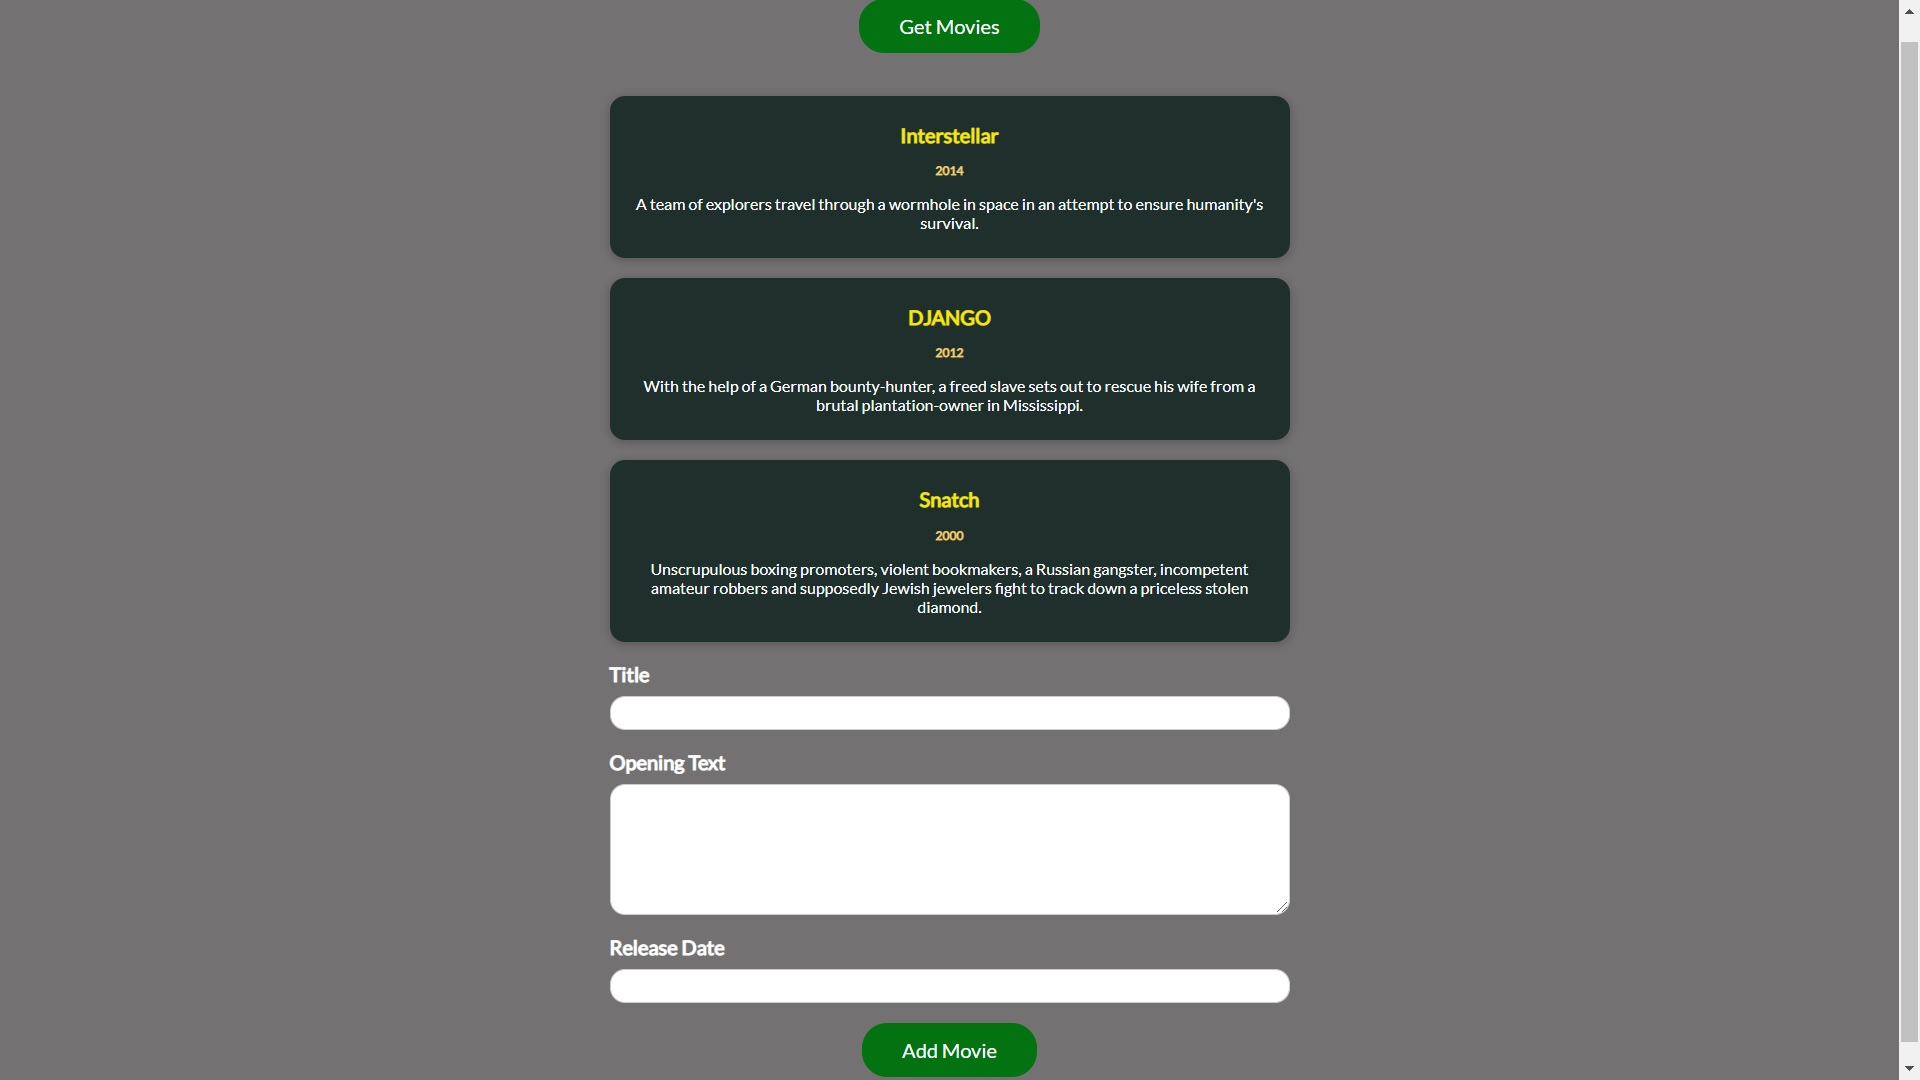 Get Movies
Interstellar
2014
A team of explorers travel through a wormhole in space in an attempt to ensure humanity's
survival.
DJANGO
2012
With the help of a German bounty-hunter, a freed slave sets out to rescue his wife from a
brutal plantation-owner in Mississippi.
Snatch
2000
Unscrupulous boxing promoters, violent bookmakers, a Russian gangster, incompetent
amateur robbers and supposedly Jewish jewelers fight to track down a priceless stolen
diamond.
Title
Opening Text
Release Date
Add Movie